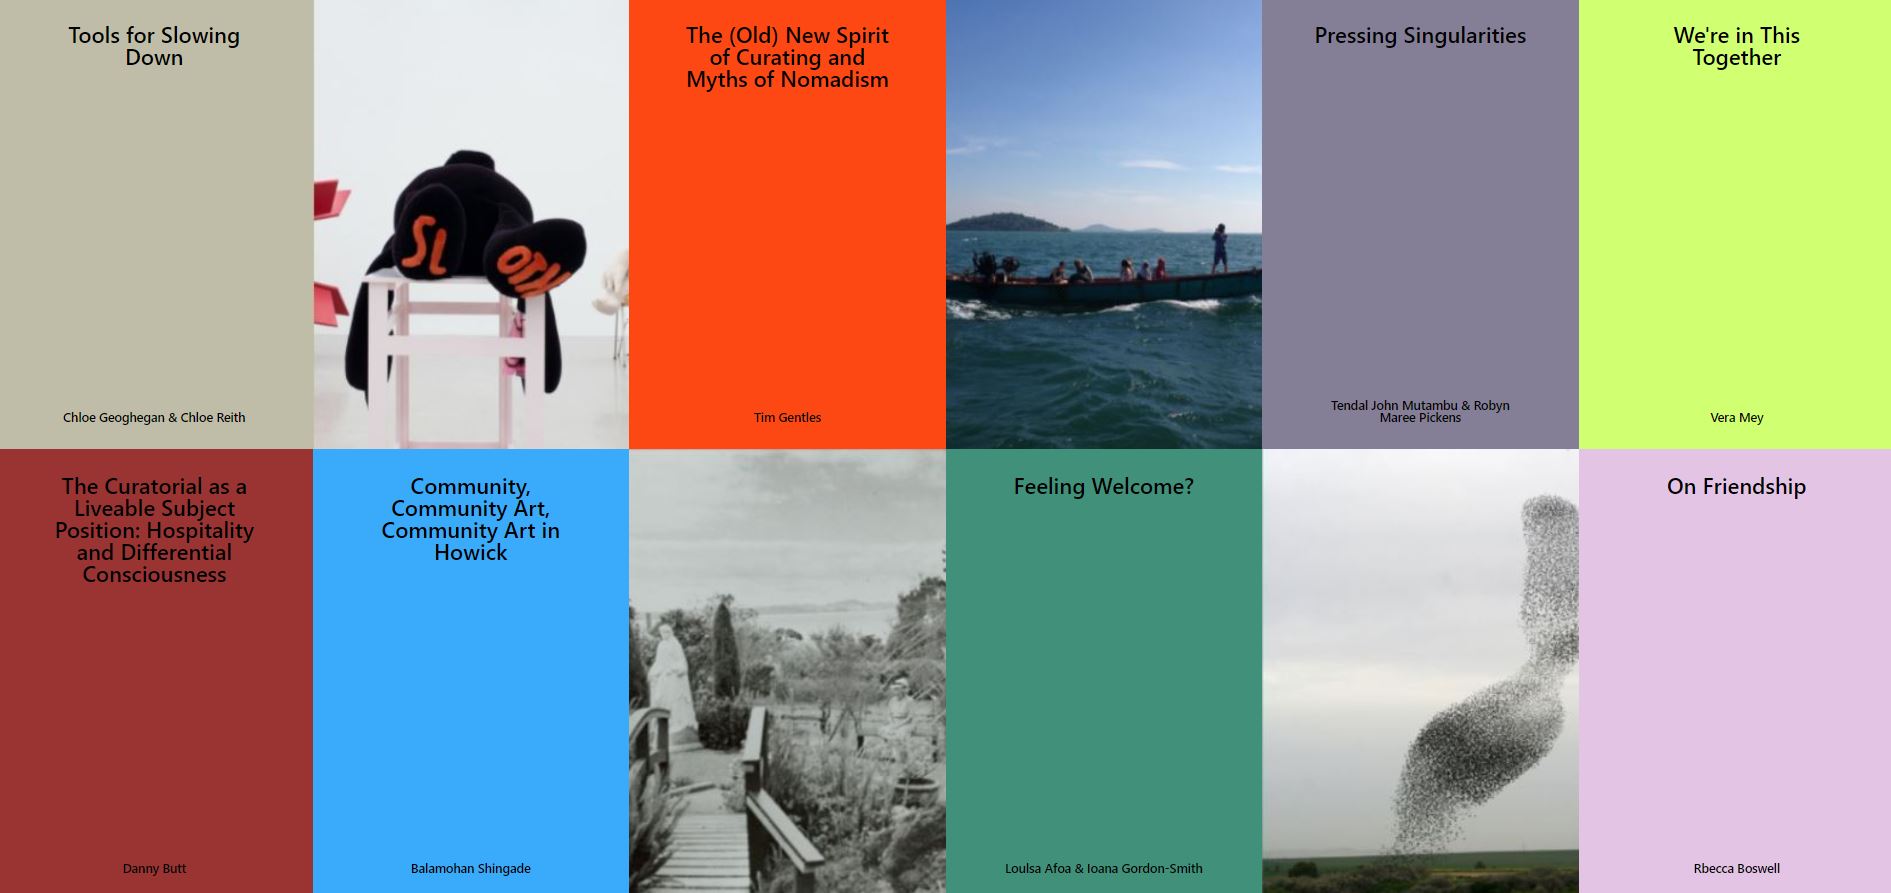 Tools for Slowing
Down
Chloe Geoghegan & Chloe Reith
SL
OTH
The (Old) New Spirit
of Curating and
Myths of Nomadism
Tim Gentles
Pressing Singularities
Tendal John Mutambu & Robyn
Maree Pickens
We're in This
Together
Vera Mey
The Curatorial as a
Liveable Subject
Position: Hospitality
and Differential
Consciousness
Danny Butt
Community,
Community Art,
Community Art in
Howick
Balamohan Shingade
Feeling Welcome?
Loulsa Afoa & Ioana Gordon-Smith
On Friendship
Rbecca Boswell